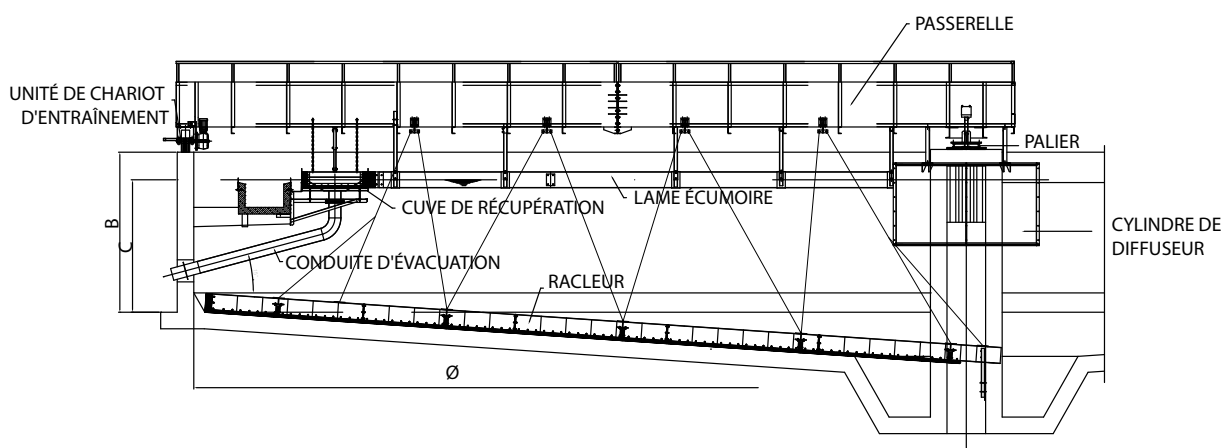 PASSERELLE
UNITÉ DE CHARIOT
D'ENTRAÎNEMENT
PALIER
LAME ÉCUMOIRE
CUVE DE RÉCUPÉRATION
B
C
CYLINDRE DE
DIFFUSEUR
CONDUITE D'ÉVACUATION
RACLEUR
Ø